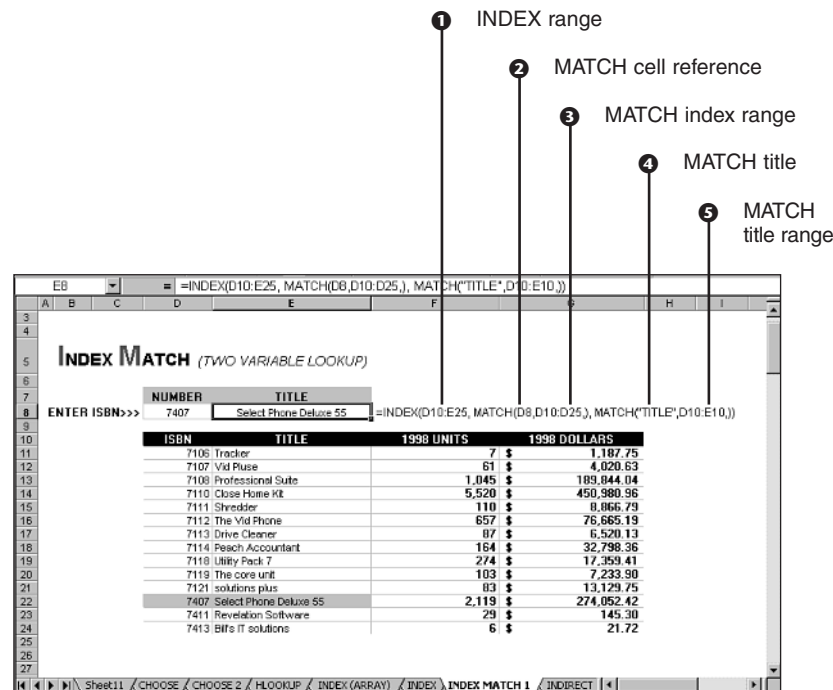 1 INDEX range
2 MATCH cell reference
3 MATCH index range
4 MATCH title
5 MATCH
title range
E8 = =INDEX(D10:E25, MATCH(D8,D10:D25,), MATCH("TITLE",D10:E10,))
A B C D E F G H I
3
4
5 INDEX MATCH (TWO VARIABLE LOOKUP)
6
7 NUMBER TITLE
8 ENTER ISBN>>> 7407 Select Phone Deluxe 55 =INDEX(D10:E25, MATCH(D8,D10:D25,), MATCH("TITLE",D10:E10,))
9
10 ISBN TITLE 1998 UNITS 1998 DOLLARS
11 7106 Tracker 7 $ 1,187.75
12 7107 Vid Pluse 61 $ 4,020.63
13 7108 Professional Suite 1,045 $ 189,844.04
14 7110 Close Home Kit 5,520 $ 450,980.96
15 7111 Shredder 110 $ 8,866.79
16 7112 The Vid Phone 657 $ 76,665.19
17 7113 Drive Cleaner 87 $ 6,520.13
18 7114 Peach Accountant 164 $ 32,798.36
19 7118 Utility Pack 7 274 $ 17,359.41
20 7119 The core unit 103 $ 7,233.90
21 7121 solutions plus 83 $ 13,129.75
22 7407 Select Phone Deluxe 55 2,119 $ 274,052.42
23 7411 Revelation Software 29 $ 145.30
24 7413 Bill's IT solutions 6 $ 21.72
25
26
27
Sheet11 / CHOOSE / CHOOSE 2 / HLOOKUP / INDEX (ARRAY) / INDEX \ INDEX MATCH 1 / INDIRECT